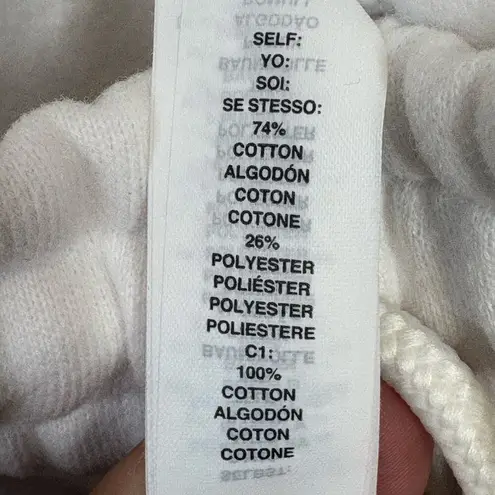 SELF:
YO:
SOI:
SE STESSO:
74%
COTTON
ALGODÓN
COTON
COTONE
26%
POLYESTER
POLIÉSTER
POLYESTER
POLIESTERE
C1:
100%
COTTON
ALGODÓN
COTON
COTONE